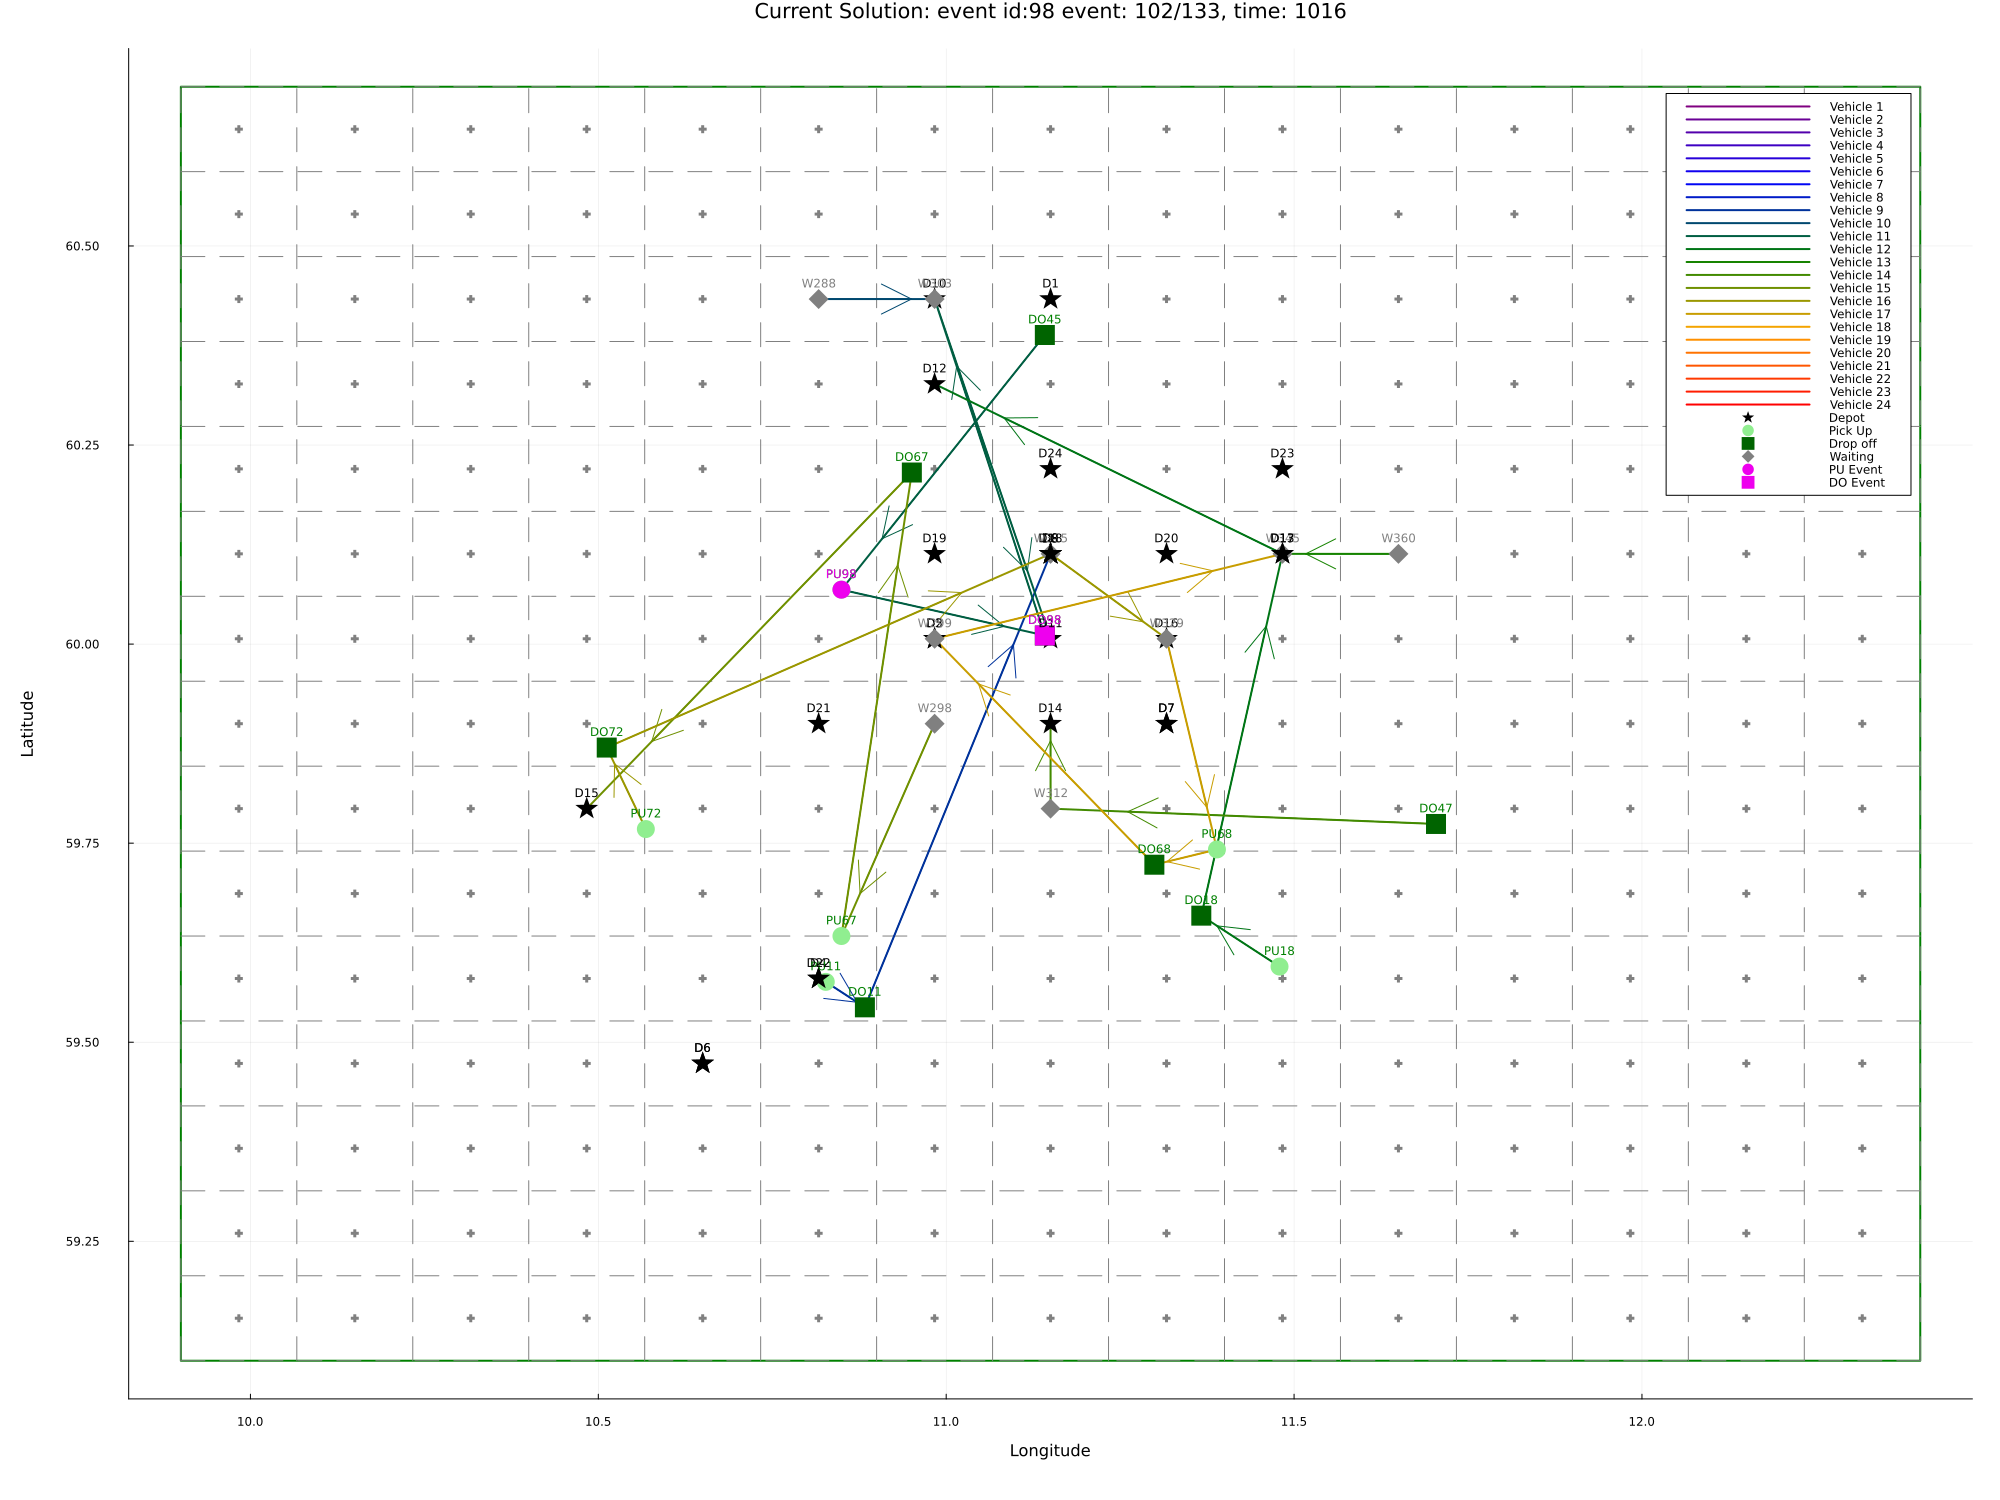 Current Solution: event id:98 event: 102/133, time: 1016
Vehicle 1
Vehicle 2
Vehicle 3
Vehicle 4
Vehicle 5
Vehicle 6
Vehicle 7
Vehicle 8
Vehicle 9
Vehicle 10
Vehicle 11
Vehicle 12
Vehicle 13
Vehicle 14
Vehicle 15
Vehicle 16
Vehicle 17
Vehicle 18
Vehicle 19
Vehicle 20
Vehicle 21
Vehicle 22
Vehicle 23
Vehicle 24
Depot
Pick Up
Drop off
Waiting
PU Event
DO Event
60.50
60.25
60.00
59.75
59.50
59.25
Latitude
W288
D10
D1
DO45
D12
DO67
D24
D23
D19
D20
W360
PU98
D11
D16
D21
W298
D14
D7
DO72
D15
PU72
W312
DO47
PU68
DO68
DO18
PU67
PU18
DO11
D6
10.0
10.5
11.0
11.5
12.0
Longitude